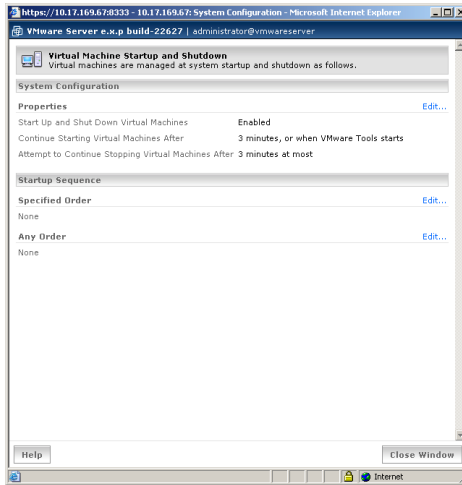 https://10.17.169.67:8333 - 10.17.169.67: System Configuration - Microsoft Internet Explorer
VMware Server e.x.p build-22627 | administrator@vmwareserver
Virtual Machine Startup and Shutdown
Virtual machines are managed at system startup and shutdown as follows.
System Configuration
Properties Edit...
Start Up and Shut Down Virtual Machines Enabled
Continue Starting Virtual Machines After 3 minutes, or when VMware Tools starts
Attempt to Continue Stopping Virtual Machines After 3 minutes at most
Startup Sequence
Specified Order Edit...
None
Any Order Edit...
None
Help Close Window
Internet